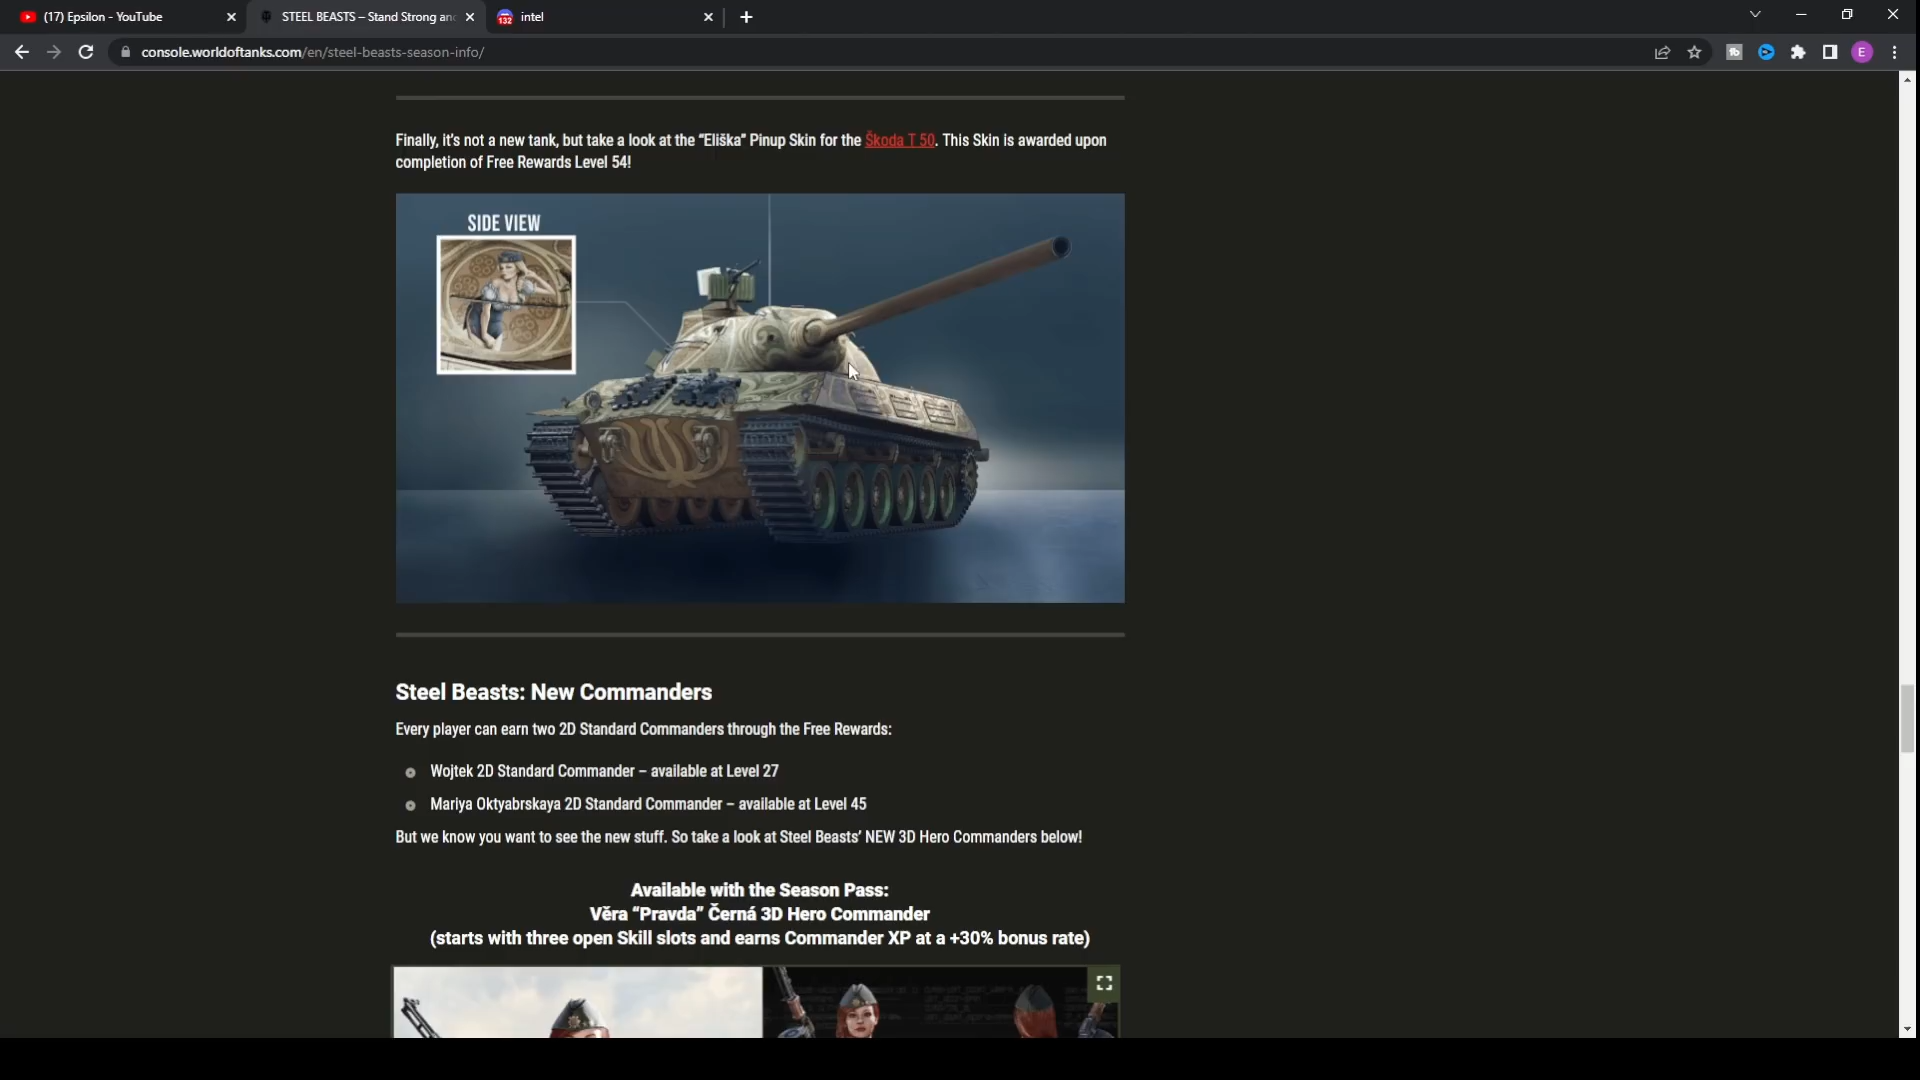 (17) Epsilon - YouTube
STEEL BEASTS – Stand Strong and
132
intel
console.worldoftanks.com/en/steel-beasts-season-info/
E
Finally, it's not a new tank, but take a look at the “Eliška” Pinup Skin for the Škoda T 50. This Skin is awarded upon
completion of Free Rewards Level 54!
SIDE VIEW
Steel Beasts: New Commanders
Every player can earn two 2D Standard Commanders through the Free Rewards:
Wojtek 2D Standard Commander – available at Level 27
Mariya Oktyabrskaya 2D Standard Commander – available at Level 45
But we know you want to see the new stuff. So take a look at Steel Beasts’ NEW 3D Hero Commanders below!
Available with the Season Pass:
Věra “Pravda” Černá 3D Hero Commander
(starts with three open Skill slots and earns Commander XP at a +30% bonus rate)